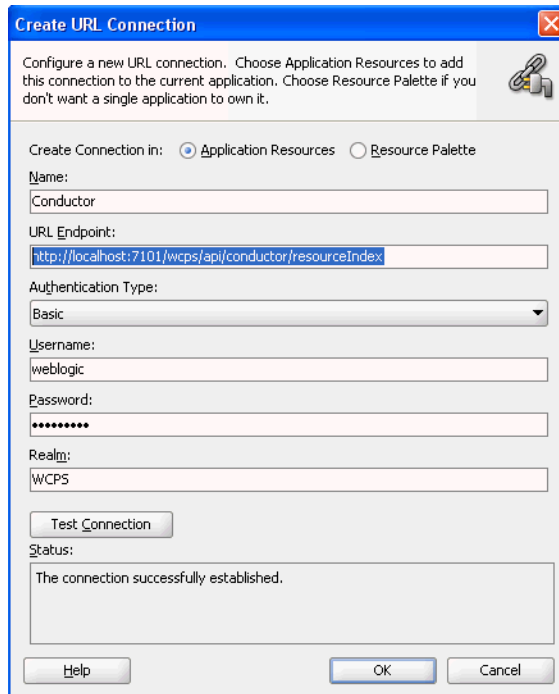 Create URL Connection
Configure a new URL connection. Choose Application Resources to add
this connection to the current application. Choose Resource Palette if you
don't want a single application to own it.
Create Connection in: Application Resources Resource Palette
Name:
Conductor
URL Endpoint:
http://localhost:7101/wcps/api/conductor/resourceIndex
Authentication Type:
Basic
Username:
weblogic
Password:
•••••••••
Realm:
WCPS
Test Connection
Status:
The connection successfully established.
Help OK Cancel